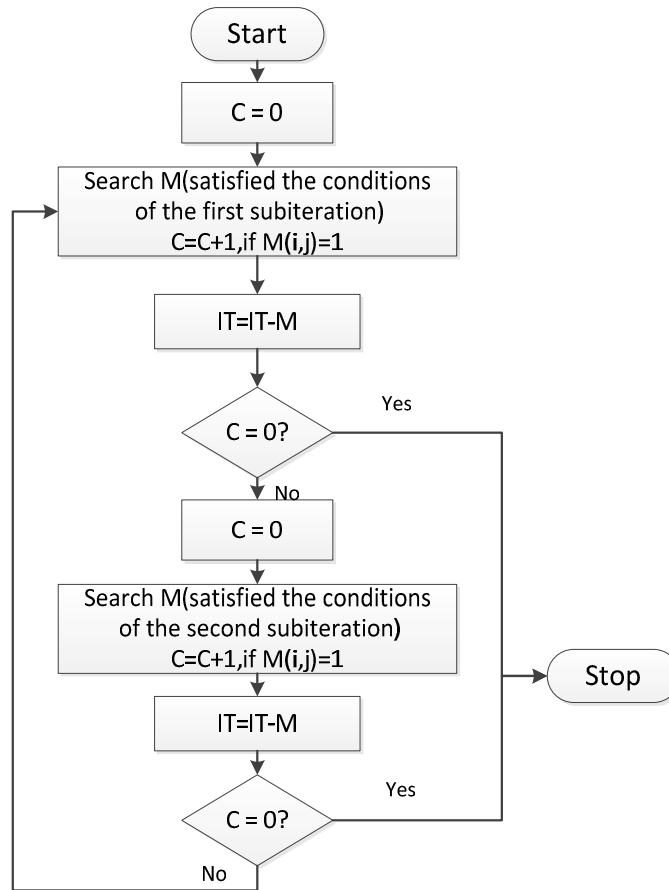 Start
C = 0
Search M(satisfied the conditions
of the first subiteration)
C=C+1,if M(i,j)=1
IT=IT-M
C = 0?
Yes
No
C = 0
Search M(satisfied the conditions
of the second subiteration)
C=C+1,if M(i,j)=1
Stop
IT=IT-M
C = 0?
Yes
No